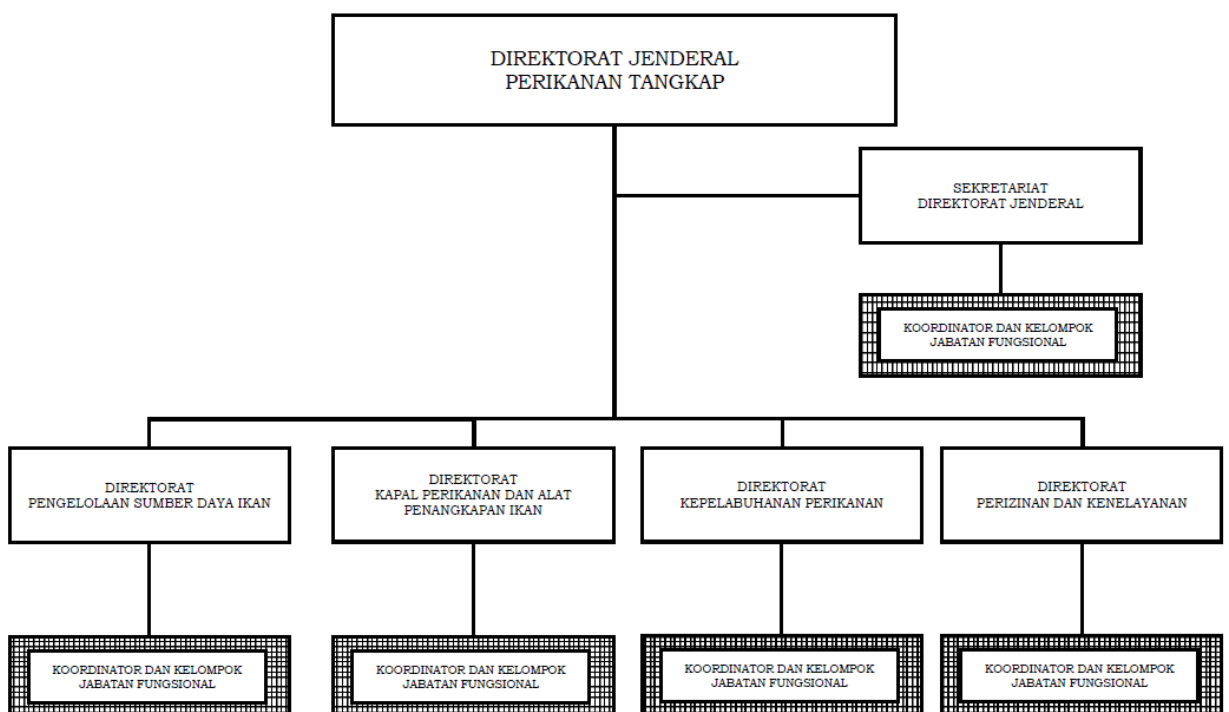 DIREKTORAT JENDERAL
PERIKANAN TANGKAP
SEKRETARIAT
DIREKTORAT JENDERAL
KOORDINATOR DAN KELOMPOK
JABATAN FUNGSIONAL
DIREKTORAT
PENGELOLAAN SUMBER DAYA IKAN
DIREKTORAT
KAPAL PERIKANAN DAN ALAT
PENANGKAPAN IKAN
DIREKTORAT
KEPELABUHANAN PERIKANAN
DIREKTORAT
PERIZINAN DAN KENELAYANAN
KOORDINATOR DAN KELOMPOK
JABATAN FUNGSIONAL
KOORDINATOR DAN KELOMPOK
JABATAN FUNGSIONAL
KOORDINATOR DAN KELOMPOK
JABATAN FUNGSIONAL
KOORDINATOR DAN KELOMPOK
JABATAN FUNGSIONAL